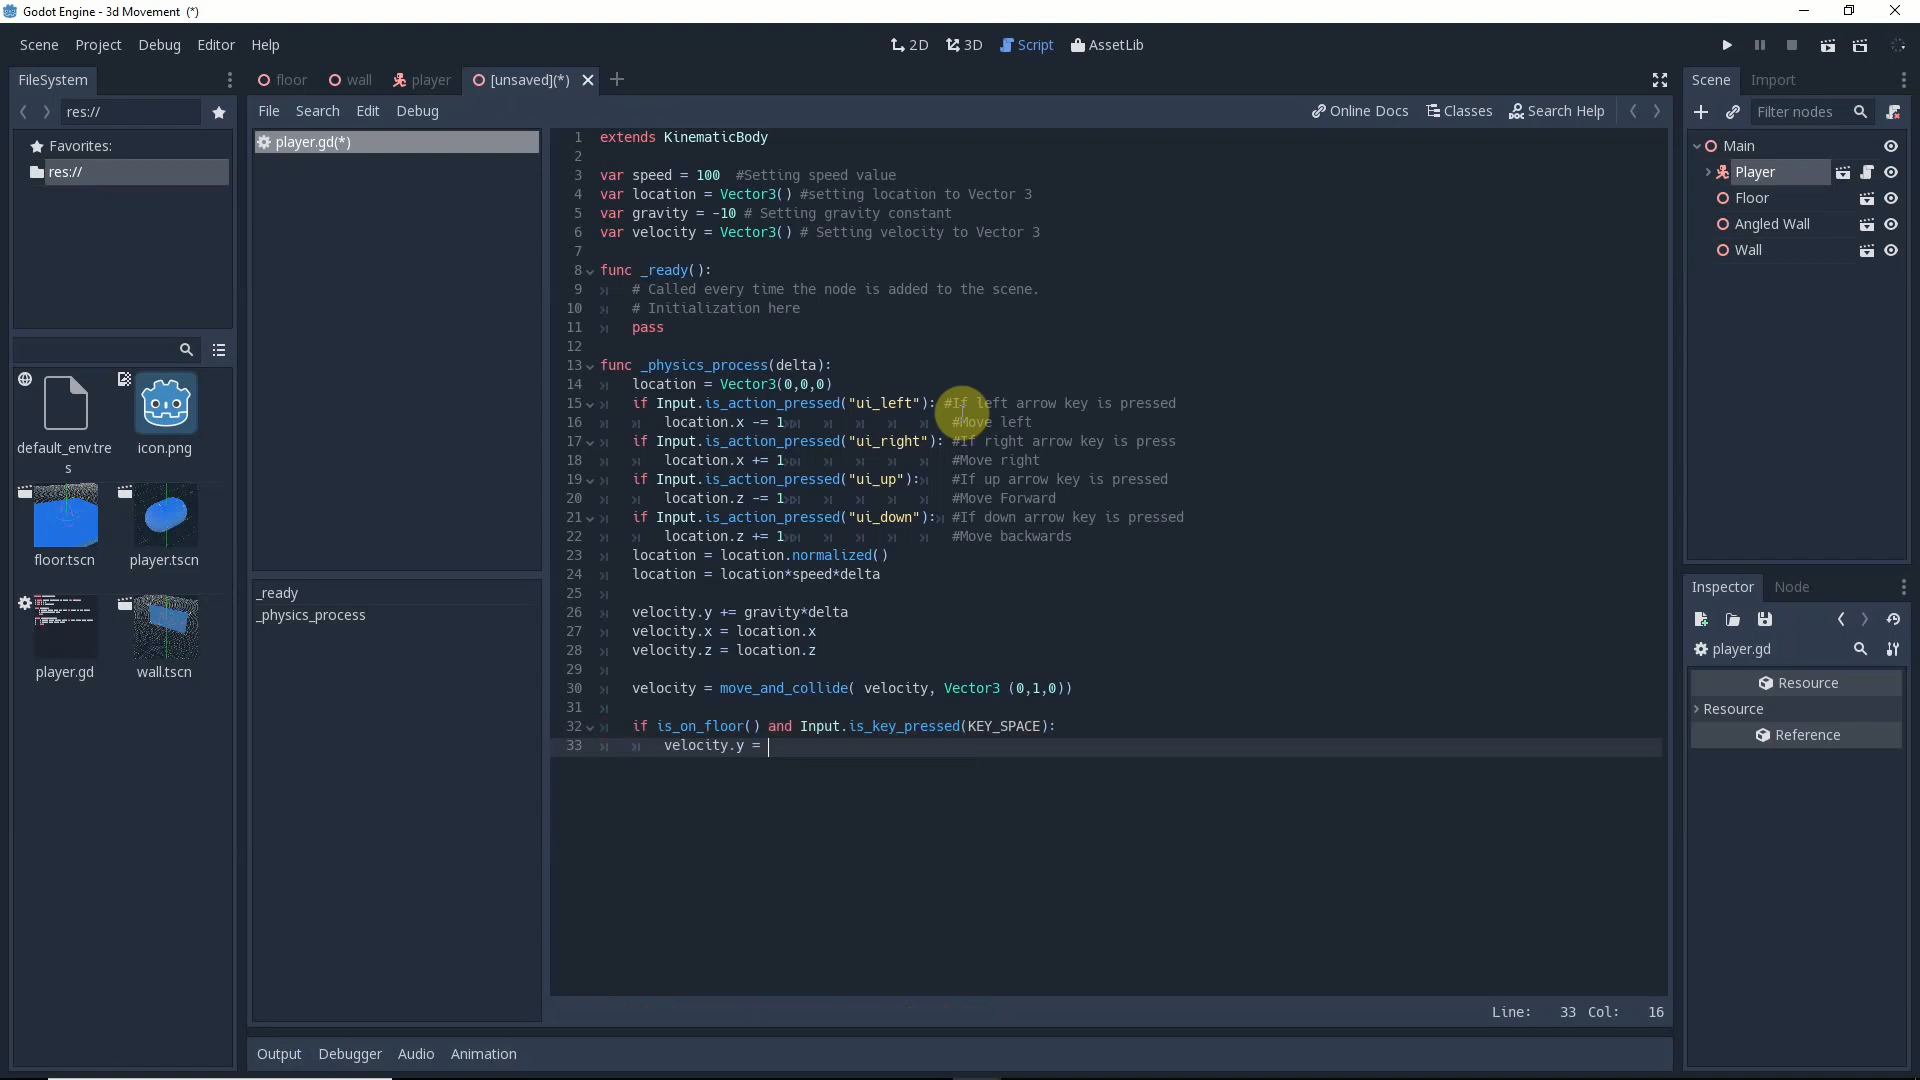 Godot Engine - 3d Movement (*)
Scene Project Debug Editor Help
2D 3D Script AssetLib
FileSystem
floor wall player [unsaved](*)
Scene Import
res://
File Search Edit Debug
Online Docs Classes Search Help
Filter nodes
Favorites:
res://
player.gd(*)
1 extends KinematicBody
2
3 var speed = 100 #Setting speed value
4 var location = Vector3() #setting location to Vector 3
5 var gravity = -10 # Setting gravity constant
6 var velocity = Vector3() # Setting velocity to Vector 3
7
8 func _ready():
9 # Called every time the node is added to the scene.
10 # Initialization here
11 pass
12
13 func _physics_process(delta):
14 location = Vector3(0,0,0)
15 if Input.is_action_pressed("ui_left"): #If left arrow key is pressed
16 location.x -= 1 #Move left
17 if Input.is_action_pressed("ui_right"): #If right arrow key is press
18 location.x += 1 #Move right
19 if Input.is_action_pressed("ui_up"): #If up arrow key is pressed
20 location.z -= 1 #Move Forward
21 if Input.is_action_pressed("ui_down"): #If down arrow key is pressed
22 location.z += 1 #Move backwards
23 location = location.normalized()
24 location = location*speed*delta
25
26 velocity.y += gravity*delta
27 velocity.x = location.x
28 velocity.z = location.z
29
30 velocity = move_and_collide( velocity, Vector3 (0,1,0))
31
32 if is_on_floor() and Input.is_key_pressed(KEY_SPACE):
33 velocity.y =
Main
Player
Floor
Angled Wall
Wall
default_env.tres
icon.png
floor.tscn
player.tscn
player.gd
wall.tscn
_ready
_physics_process
Inspector Node
player.gd
Resource
Resource
Reference
Line: 33 Col: 16
Output Debugger Audio Animation